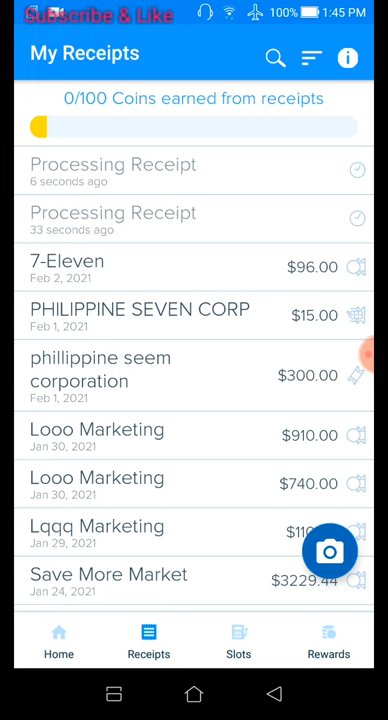 Subscribe & Like
100% 1:45 PM
My Receipts
0/100 Coins earned from receipts
Processing Receipt
6 seconds ago
Processing Receipt
33 seconds ago
7-Eleven
$96.00
Feb 2, 2021
PHILIPPINE SEVEN CORP
$15.00
Feb 1, 2021
phillippine seem
corporation
$300.00
Feb 1, 2021
Looo Marketing
$910.00
Jan 30, 2021
Looo Marketing
$740.00
Jan 30, 2021
Lqqq Marketing
Jan 29, 2021
Save More Market
$3229.44
Jan 24, 2021
Home Receipts Slots Rewards